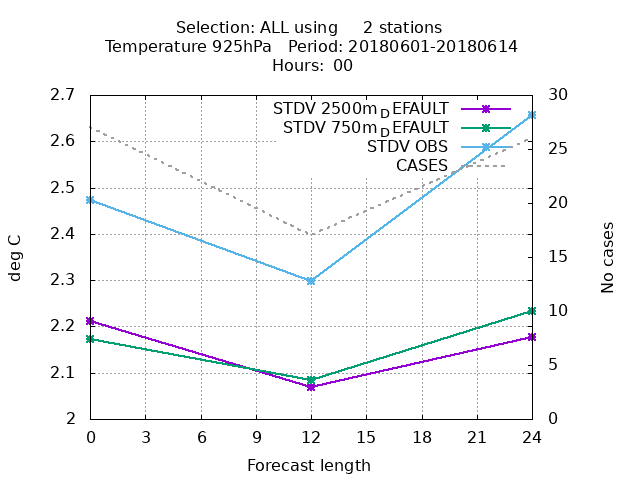 Selection: ALL using 2 stations
Temperature 925hPa Period: 20180601-20180614
Hours: 00
STDV 2500m_DEFAULT
STDV 750m_DEFAULT
STDV OBS
CASES
deg C
2.7
2.6
2.5
2.4
2.3
2.2
2.1
2
No cases
30
25
20
15
10
5
0
0 3 6 9 12 15 18 21 24
Forecast length